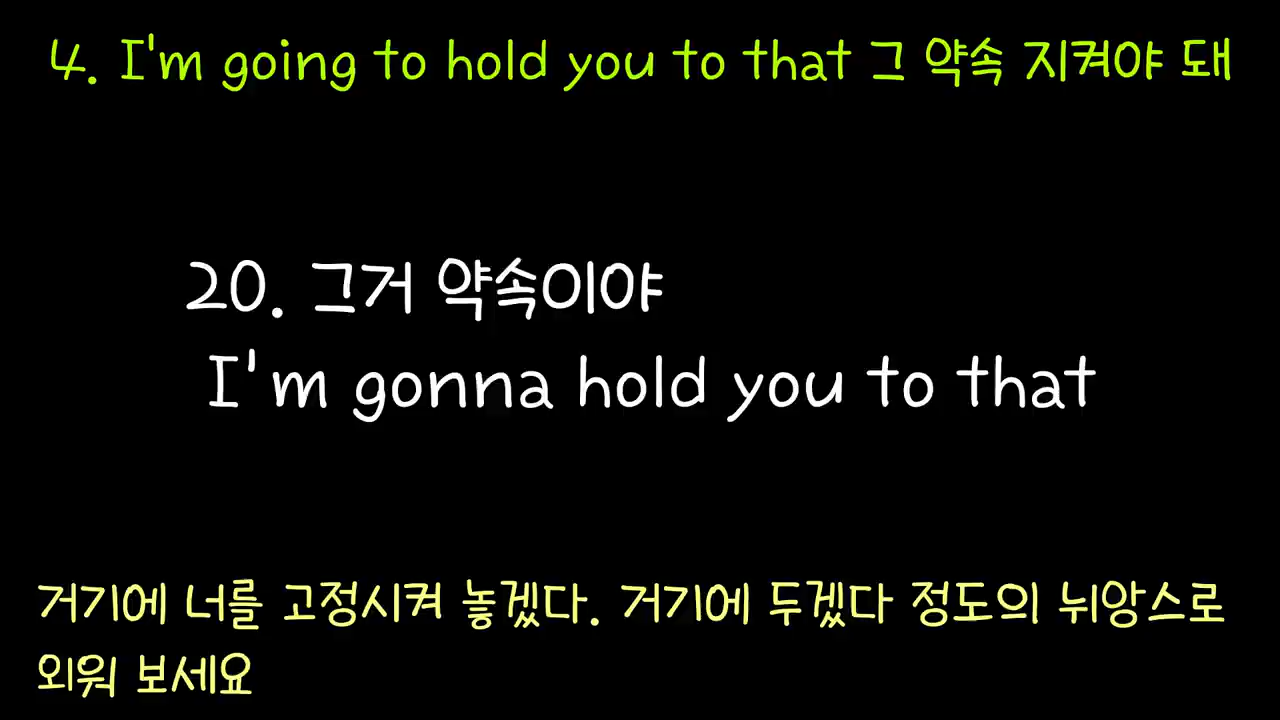 4. I'm going to hold you to that 그 약속 지켜야 돼
20. 그거 약속이야
I'm gonna hold you to that
거기에 너를 고정시켜 놓겠다. 거기에 두겠다 정도의 뉘앙스로
외워 보세요